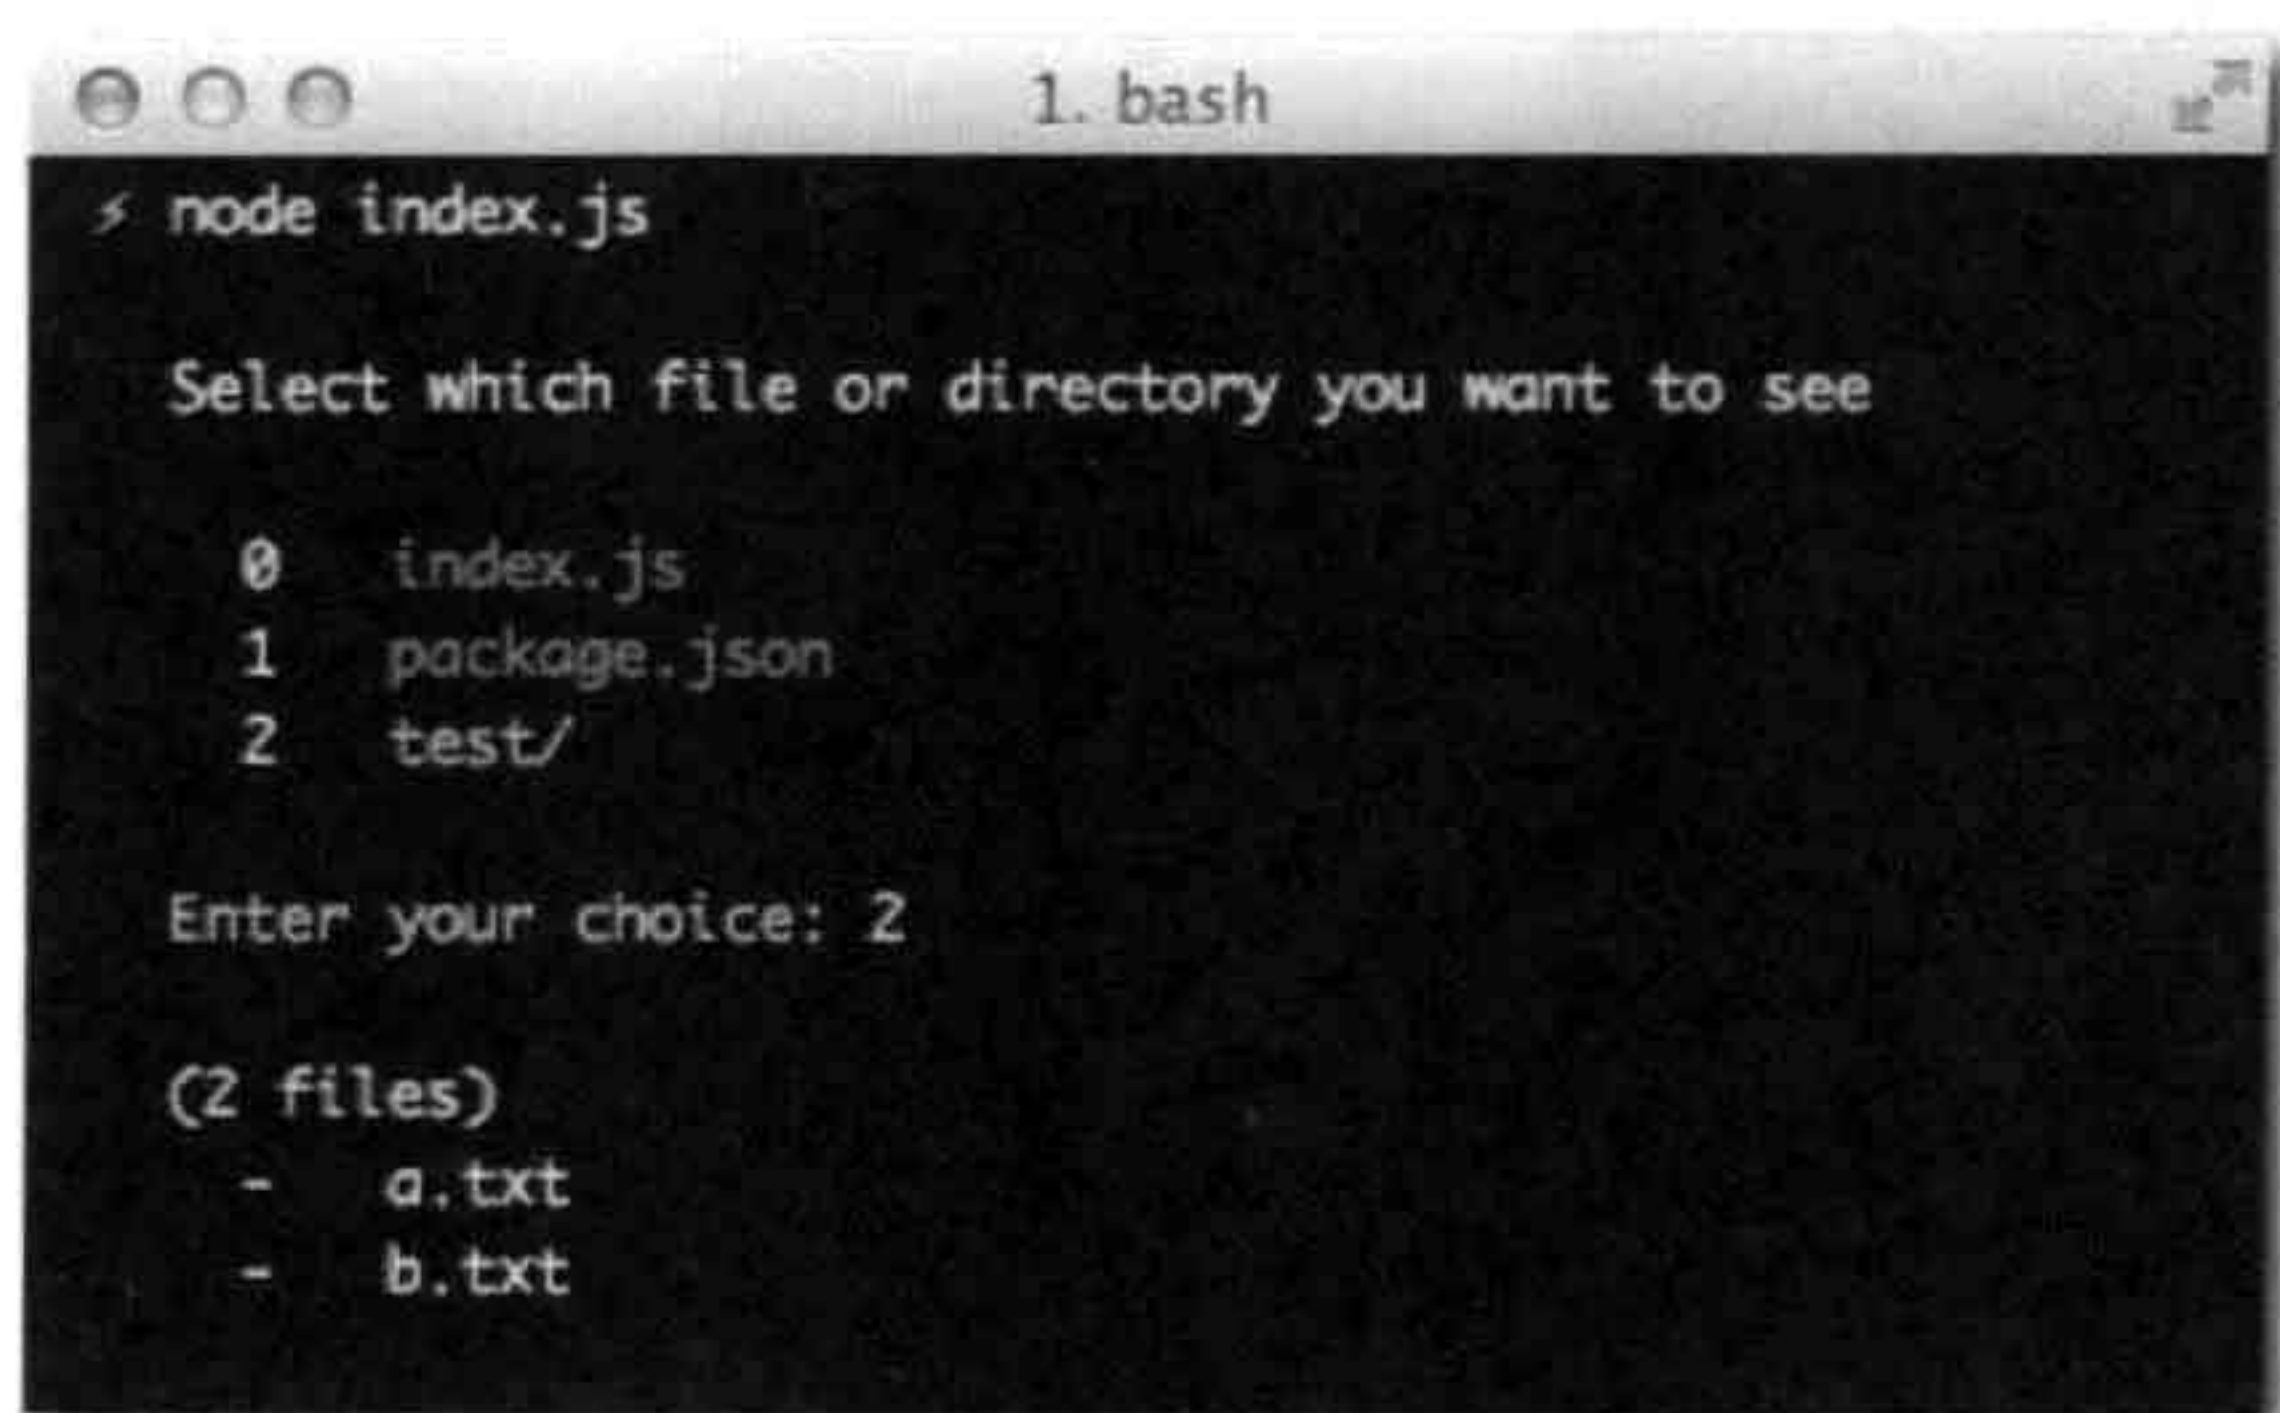 1. bash
⚡ node index.js
Select which file or directory you want to see
0 index.js
1 package.json
2 test/
Enter your choice: 2
(2 files)
- a.txt
- b.txt